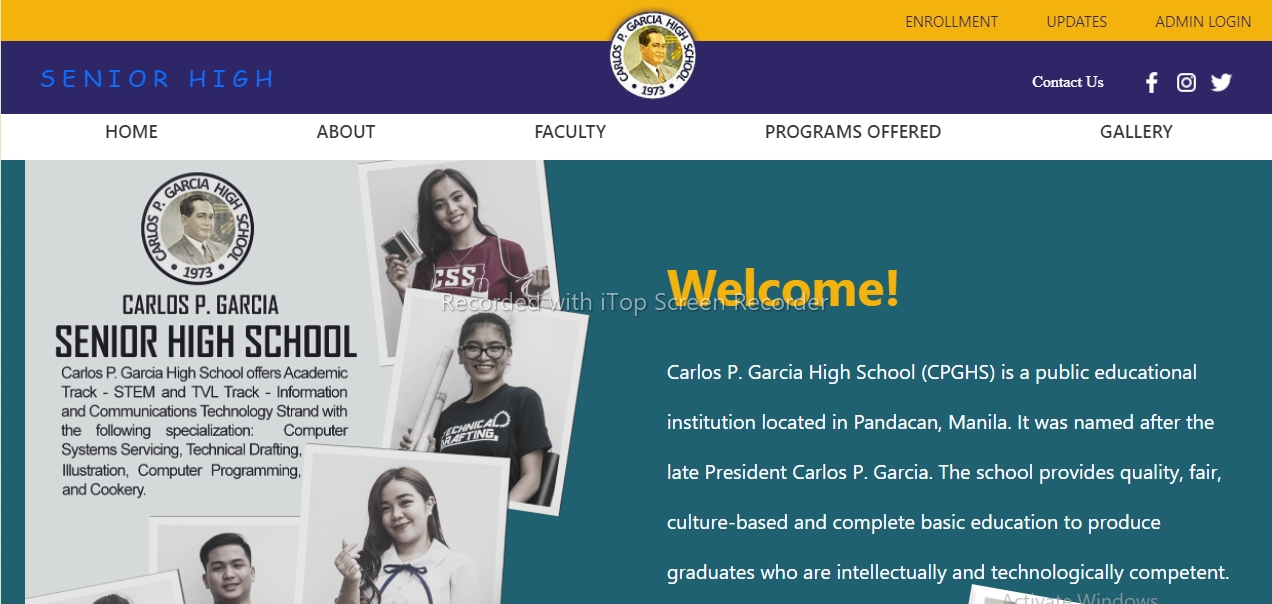 ENROLLMENT UPDATES ADMIN LOGIN
CARLOS P. GARCIA HIGH SCHOOL
1973
SENIOR HIGH
Contact Us
HOME ABOUT FACULTY PROGRAMS OFFERED GALLERY
CARLOS P. GARCIA HIGH SCHOOL
1973
CARLOS P. GARCIA
SENIOR HIGH SCHOOL
Carlos P. Garcia High School offers Academic
Track - STEM and TVL Track - Information
and Communications Technology Strand with
the following specialization: Computer
Systems Servicing, Technical Drafting,
Illustration, Computer Programming,
and Cookery.
CSS
TECHNICAL
DRAFTING.
Welcome!
Recorded with iTop Screen Recorder
Carlos P. Garcia High School (CPGHS) is a public educational
institution located in Pandacan, Manila. It was named after the
late President Carlos P. Garcia. The school provides quality, fair,
culture-based and complete basic education to produce
graduates who are intellectually and technologically competent.
Activate Windows